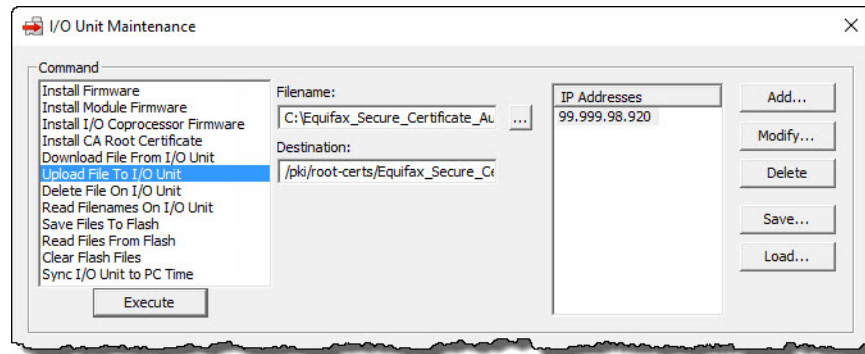 I/O Unit Maintenance
Command
Install Firmware
Install Module Firmware
Install I/O Coprocessor Firmware
Install CA Root Certificate
Download File From I/O Unit
Upload File To I/O Unit
Delete File On I/O Unit
Read Filenames On I/O Unit
Save Files To Flash
Read Files From Flash
Clear Flash Files
Sync I/O Unit to PC Time
Execute
Filename:
C:\Equifax_Secure_Certificate_Au
...
Destination:
/pki/root-certs/Equifax_Secure_Ce
IP Addresses
99.999.98.920
Add...
Modify...
Delete
Save...
Load...